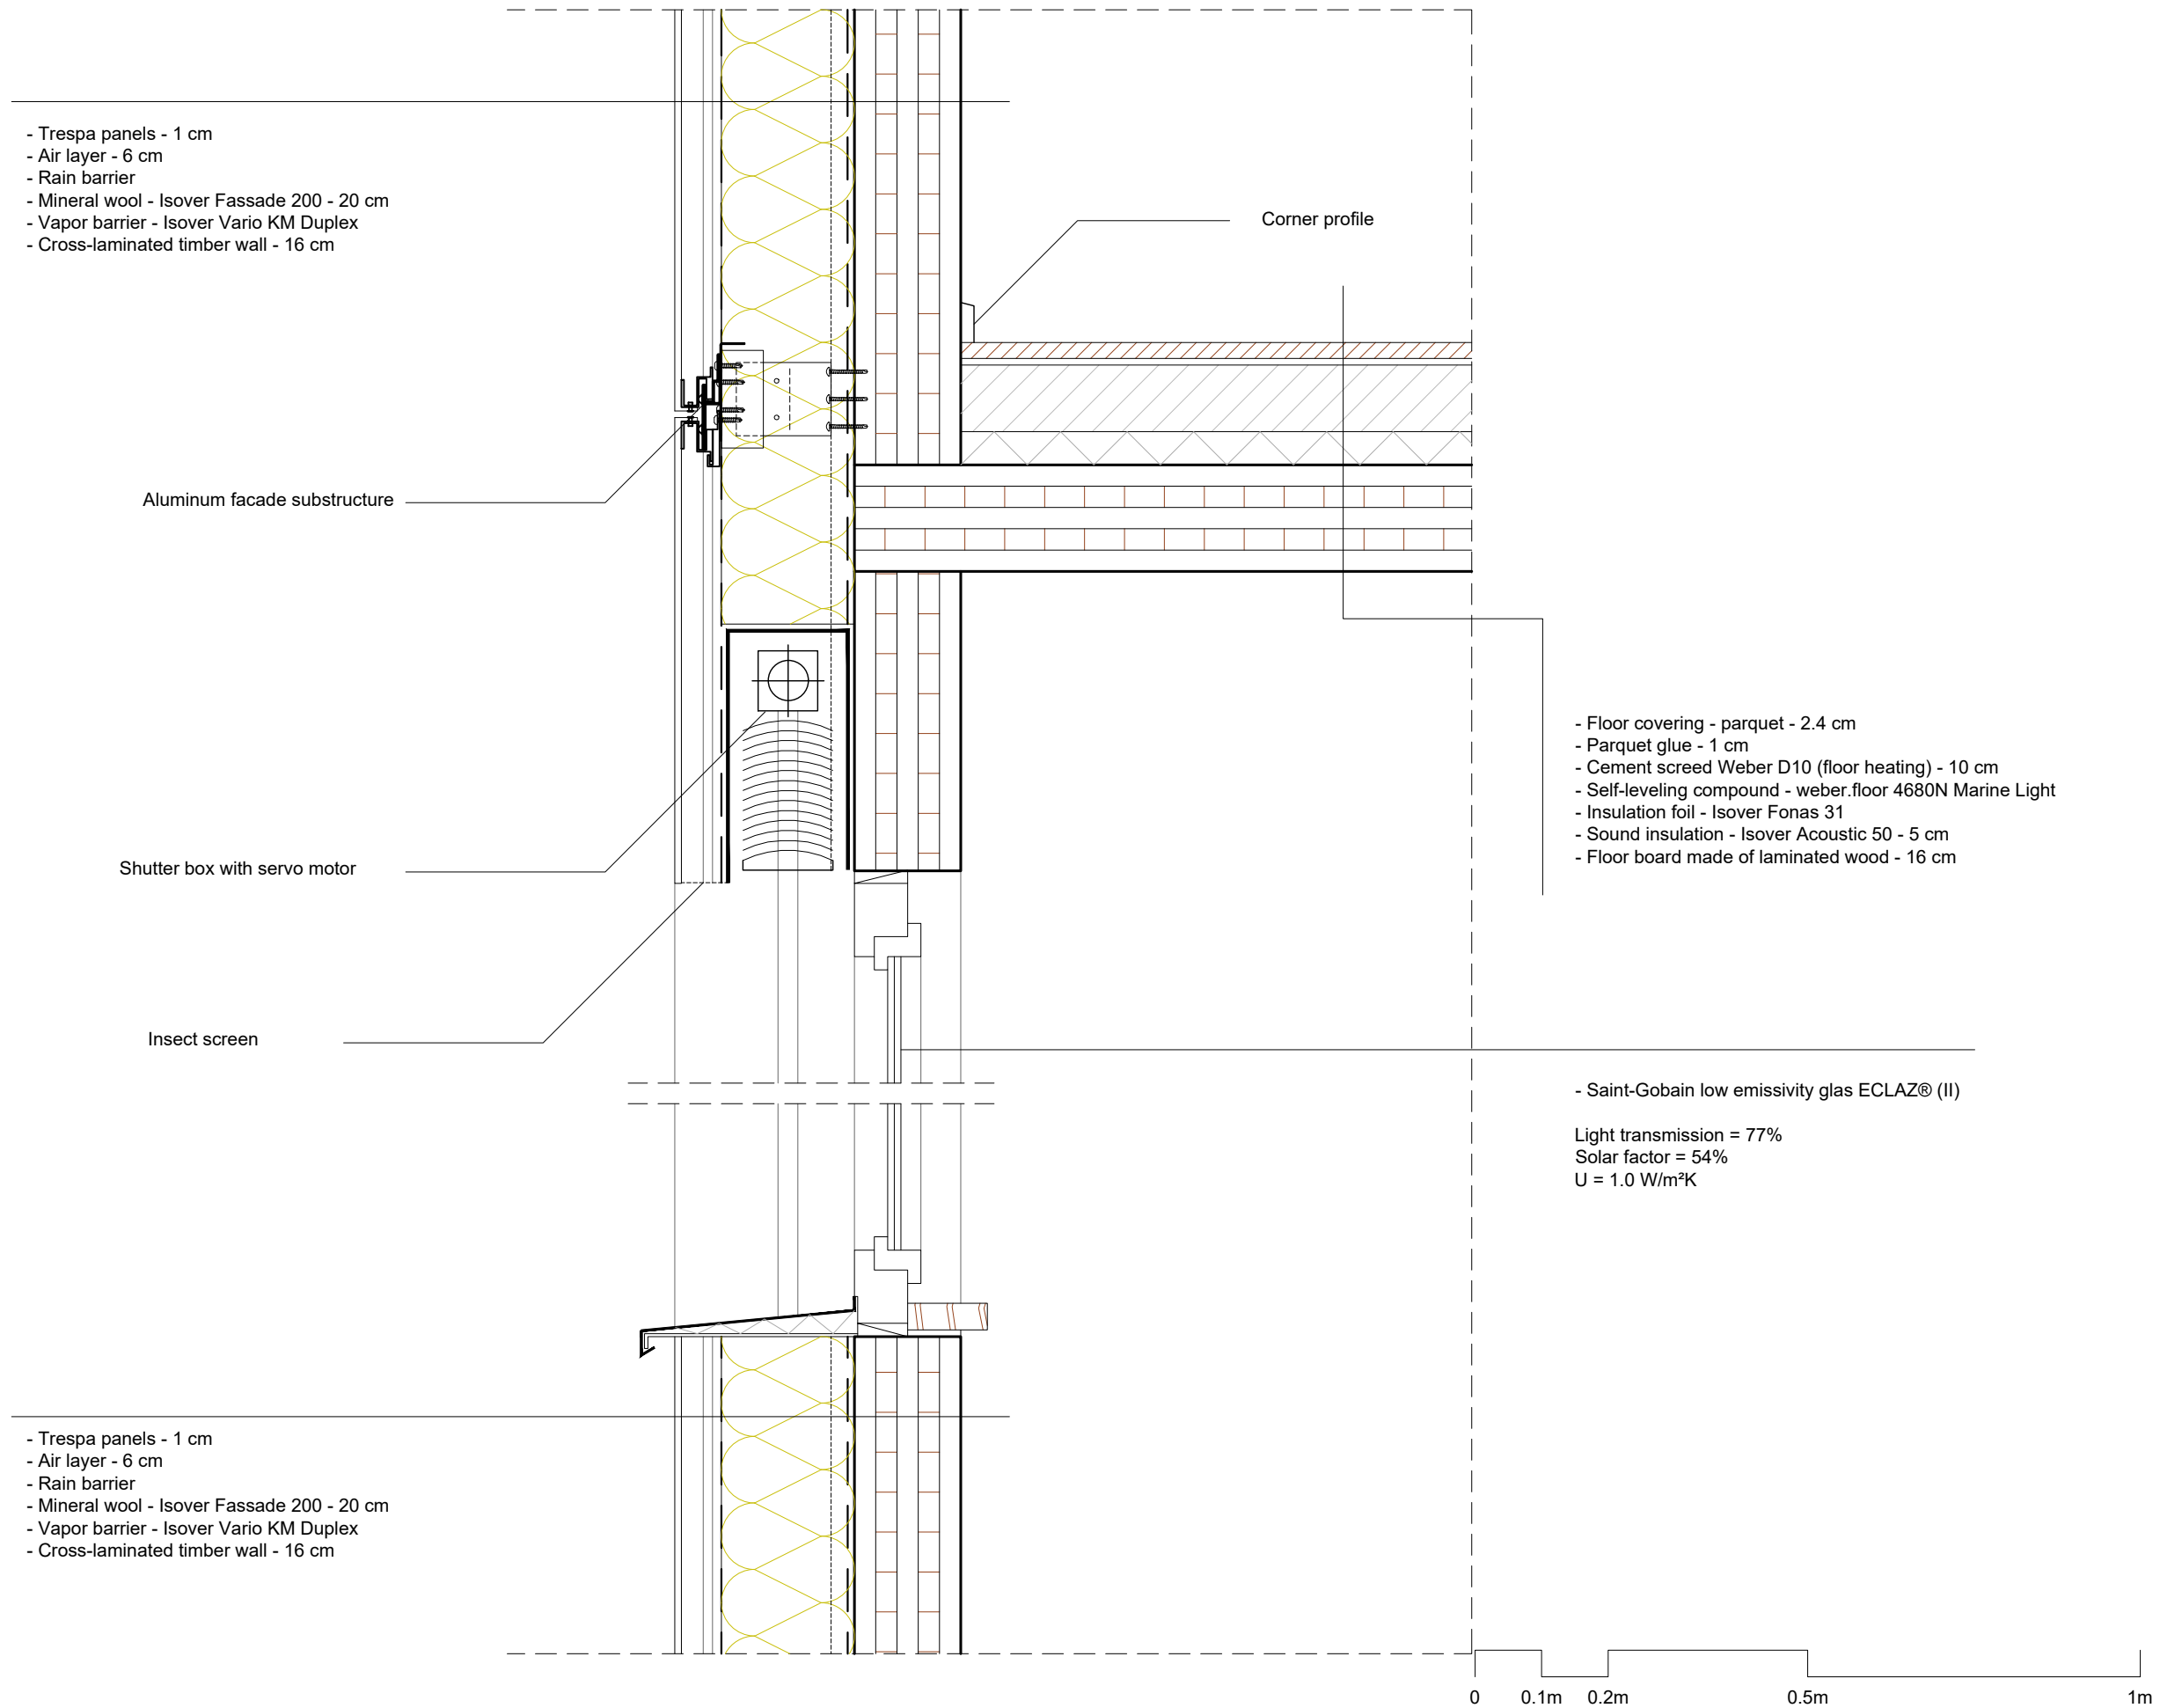 - Trespa panels - 1 cm
- Air layer - 6 cm
- Rain barrier
- Mineral wool - Isover Fassade 200 - 20 cm
- Vapor barrier - Isover Vario KM Duplex
- Cross-laminated timber wall - 16 cm
Corner profile
Aluminum facade substructure
Shutter box with servo motor
Insect screen
- Floor covering - parquet - 2.4 cm
- Parquet glue - 1 cm
- Cement screed Weber D10 (floor heating) - 10 cm
- Self-leveling compound - weber.floor 4680N Marine Light
- Insulation foil - Isover Fonas 31
- Sound insulation - Isover Acoustic 50 - 5 cm
- Floor board made of laminated wood - 16 cm
- Saint-Gobain low emissivity glas ECLAZ® (II)
Light transmission = 77%
Solar factor = 54%
U = 1.0 W/m²K
- Trespa panels - 1 cm
- Air layer - 6 cm
- Rain barrier
- Mineral wool - Isover Fassade 200 - 20 cm
- Vapor barrier - Isover Vario KM Duplex
- Cross-laminated timber wall - 16 cm
0 0.1m 0.2m 0.5m 1m